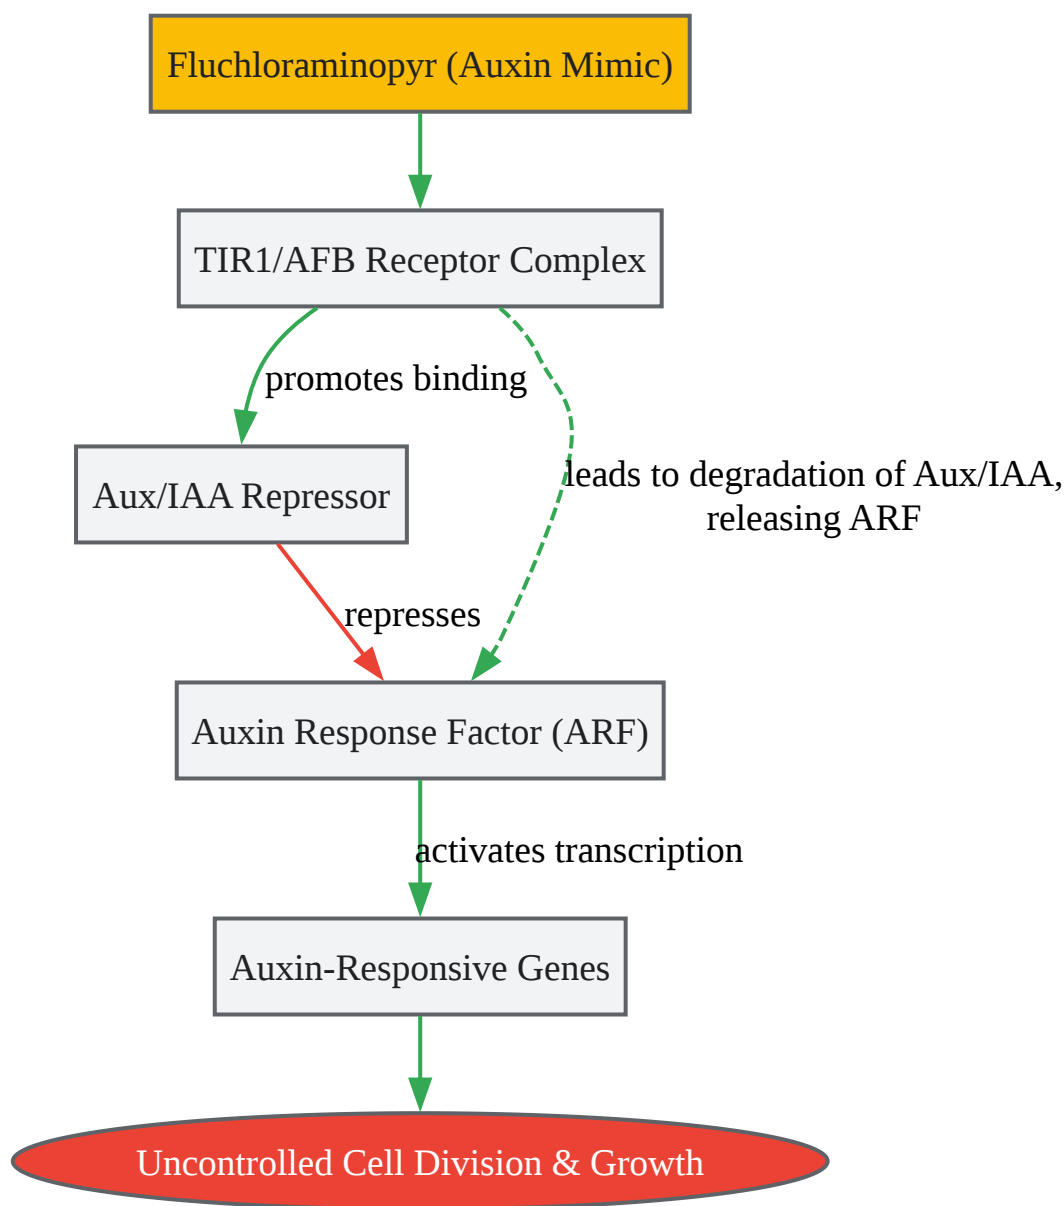 Fluchloraminopyr (Auxin Mimic)
TIR1/AFB Receptor Complex
promotes binding
leads to degradation of Aux/IAA,
releasing ARF
Aux/IAA Repressor
represses
Auxin Response Factor (ARF)
activates transcription
Auxin-Responsive Genes
Uncontrolled Cell Division & Growth